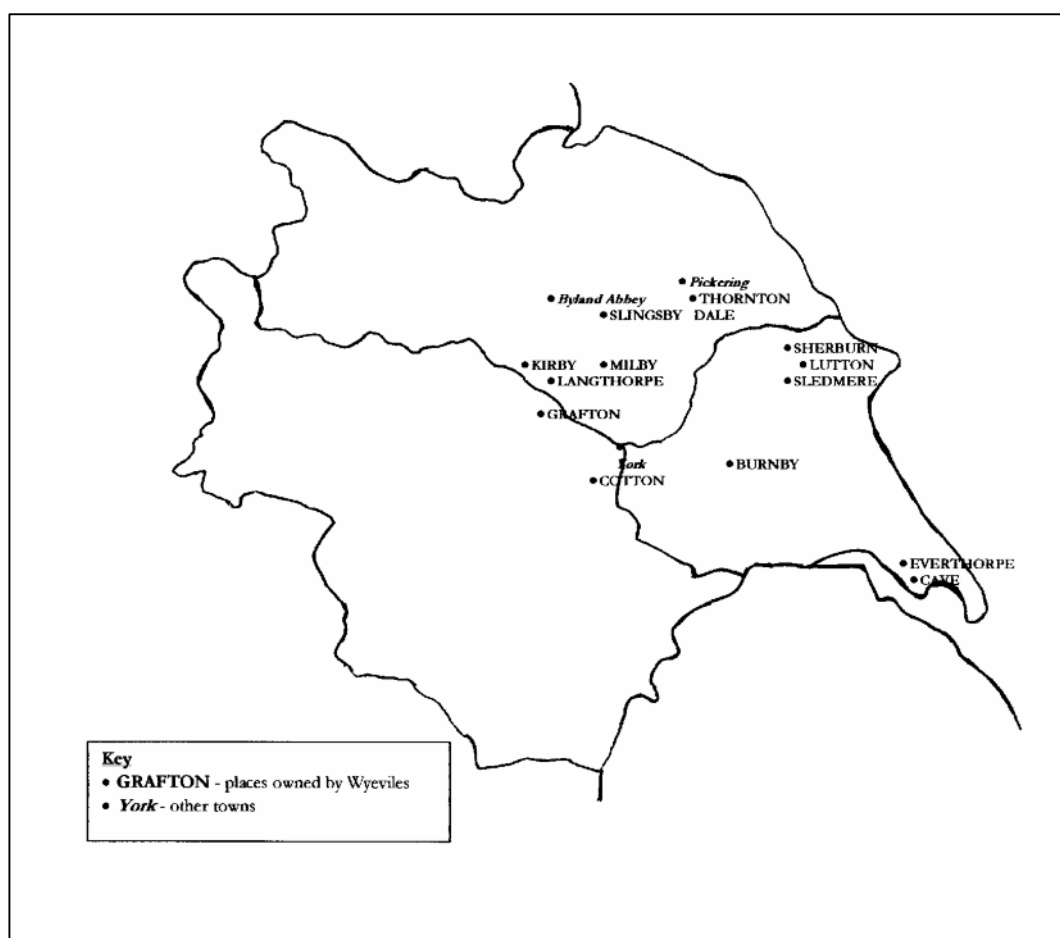 Pickering
Byland Abbey
THORNTON
SLINGSBY DALE
SHERBURN
KIRBY
MILBY
LUTTON
LANGTHORPE
SLEDMERE
GRAFTON
York
BURNBY
COTTON
EVERTHORPE
CAVE
Key
• GRAFTON - places owned by Wyeviles
• York - other towns